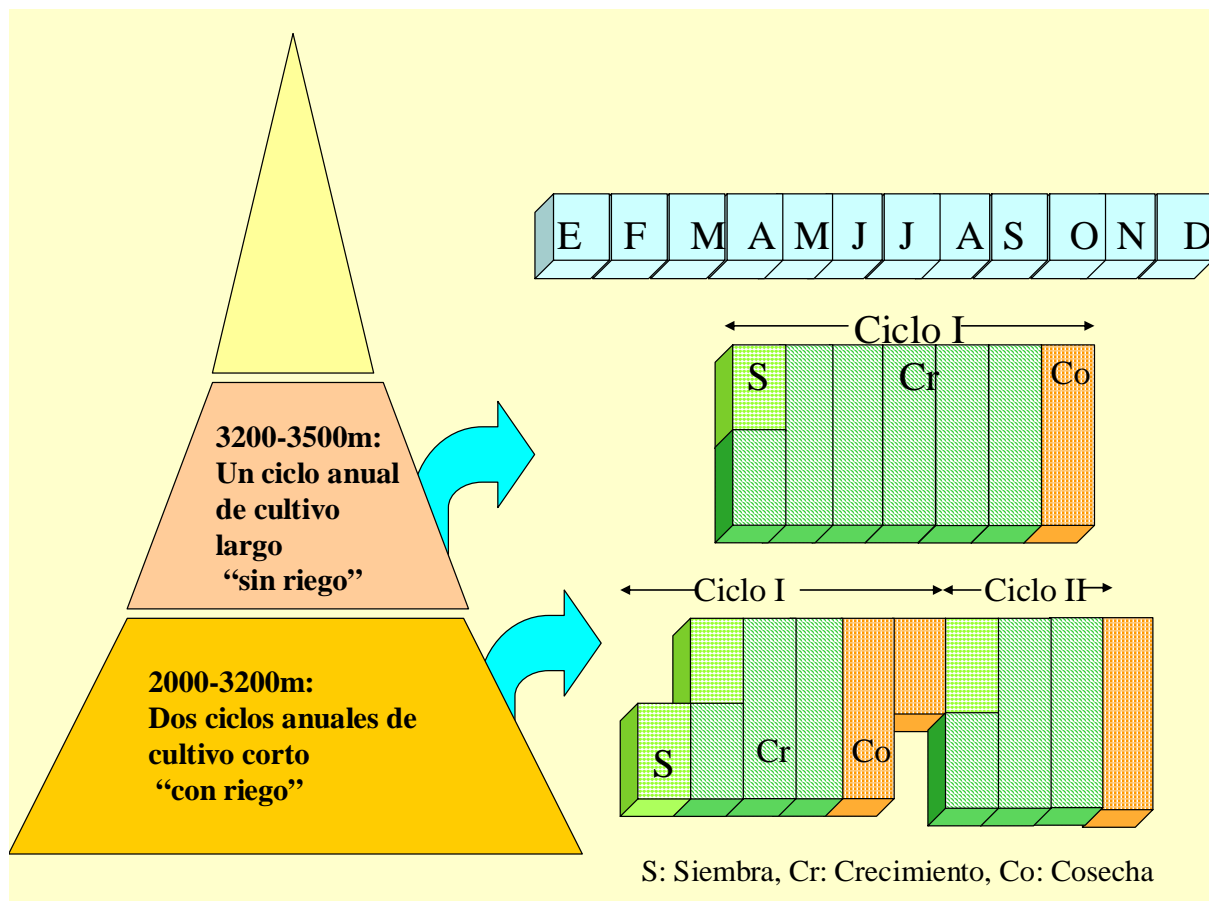 E F M A M J J A S O N D
Ciclo I
S Cr Co
3200-3500m:
Un ciclo anual
de cultivo
largo
“sin riego”
Ciclo I Ciclo II
S Cr Co
2000-3200m:
Dos ciclos anuales de
cultivo corto
“con riego”
S: Siembra, Cr: Crecimiento, Co: Cosecha